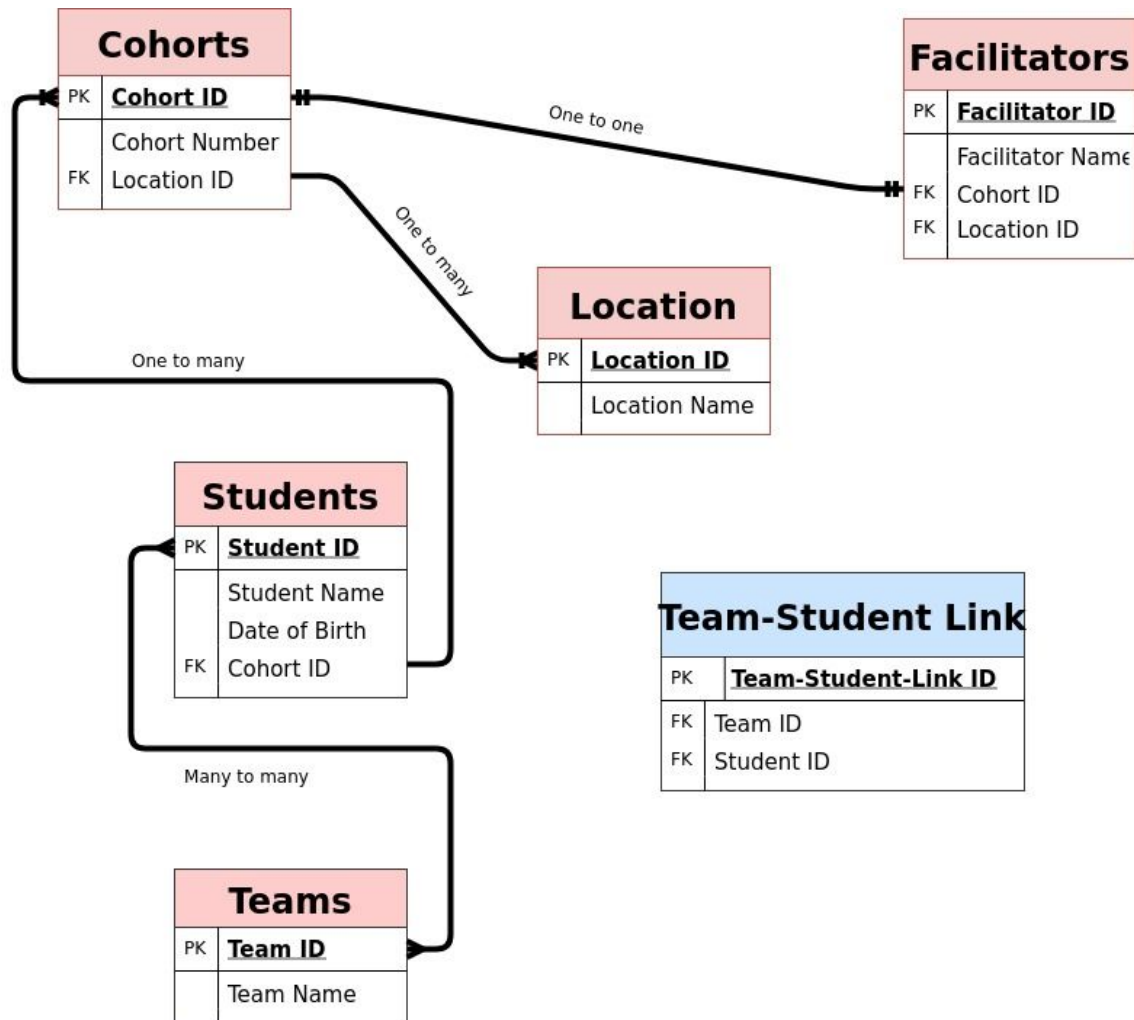 Cohorts
PK Cohort ID
Cohort Number
FK Location ID
Facilitators
PK Facilitator ID
Facilitator Name
FK Cohort ID
FK Location ID
One to one
One to many
Location
PK Location ID
Location Name
One to many
Students
PK Student ID
Student Name
Date of Birth
FK Cohort ID
Team-Student Link
PK Team-Student-Link ID
FK Team ID
FK Student ID
Many to many
Teams
PK Team ID
Team Name